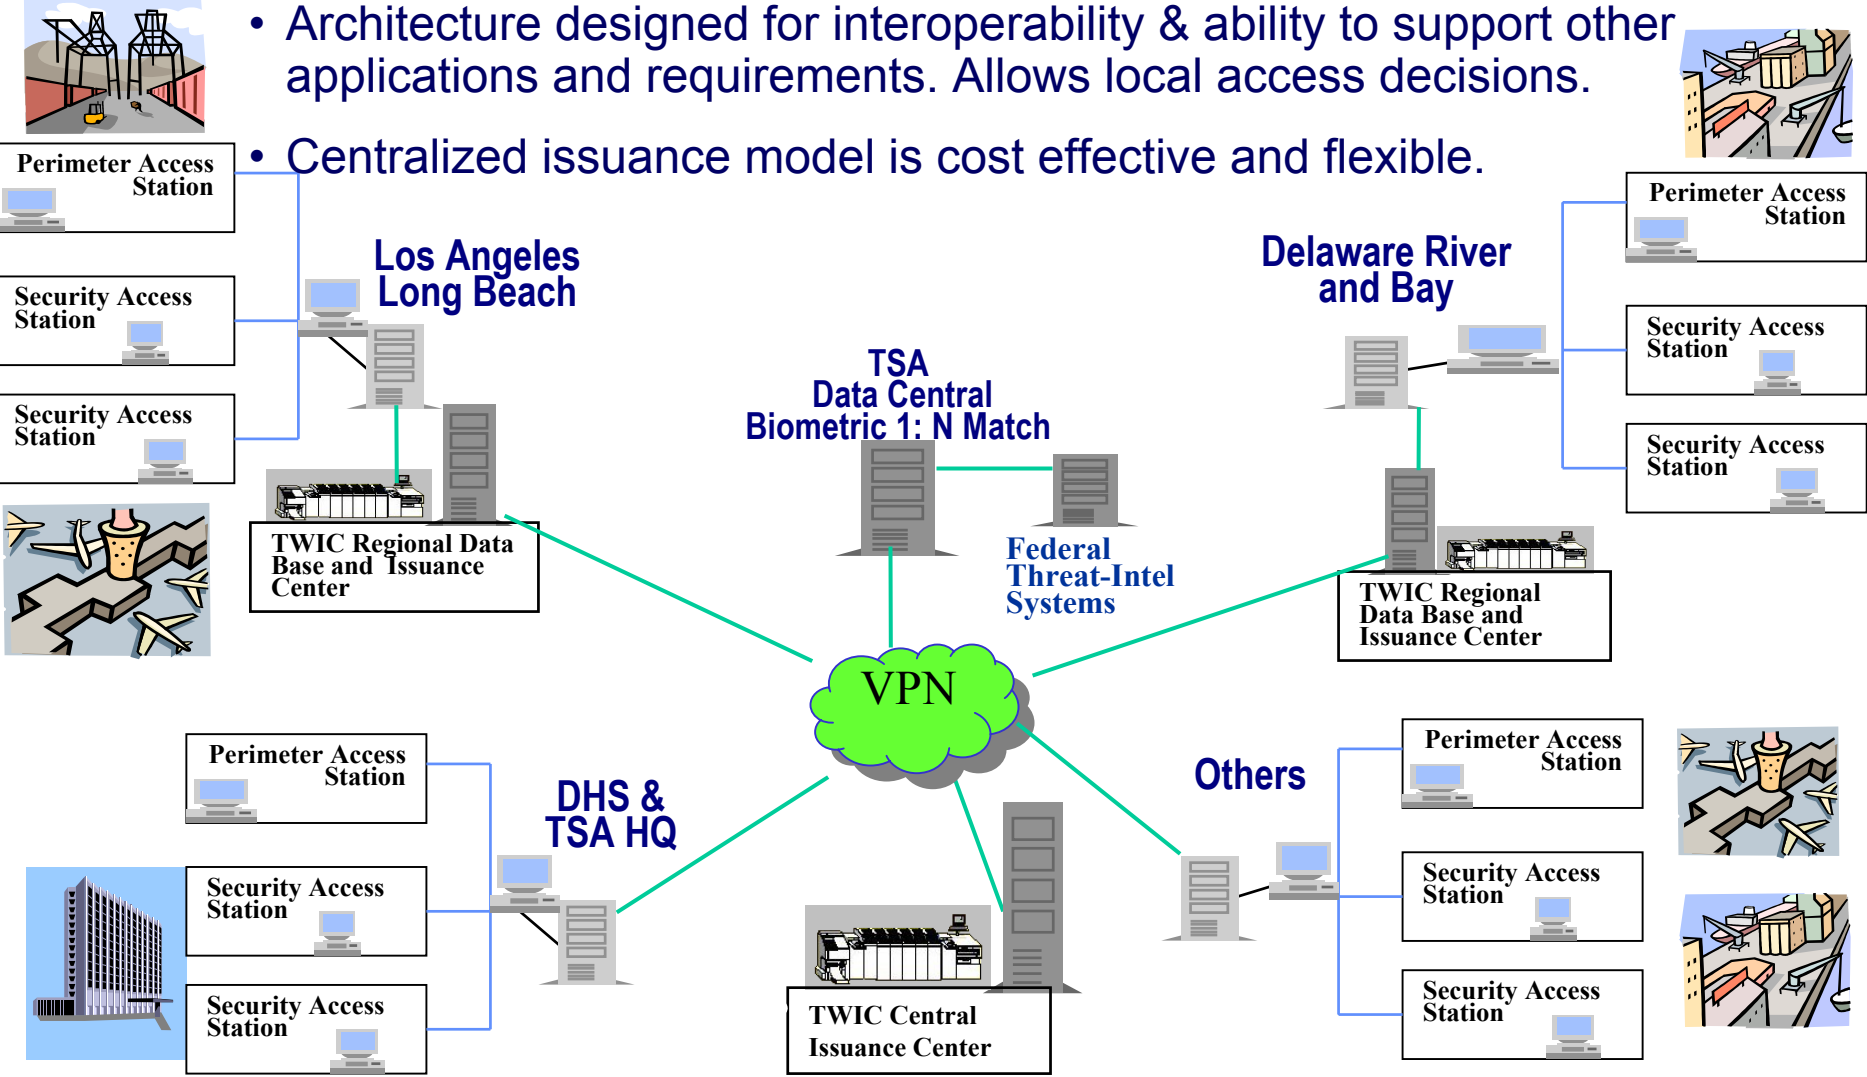 • Architecture designed for interoperability & ability to support other
applications and requirements. Allows local access decisions.
• Centralized issuance model is cost effective and flexible.
Perimeter Access
Station
Security Access
Station
Security Access
Station
Los Angeles
Long Beach
TWIC Regional Data
Base and Issuance
Center
TSA
Data Central
Biometric 1: N Match
Federal
Threat-Intel
Systems
Delaware River
and Bay
Perimeter Access
Station
Security Access
Station
Security Access
Station
TWIC Regional
Data Base and
Issuance Center
VPN
Perimeter Access
Station
Security Access
Station
Security Access
Station
DHS &
TSA HQ
TWIC Central
Issuance Center
Others
Perimeter Access
Station
Security Access
Station
Security Access
Station